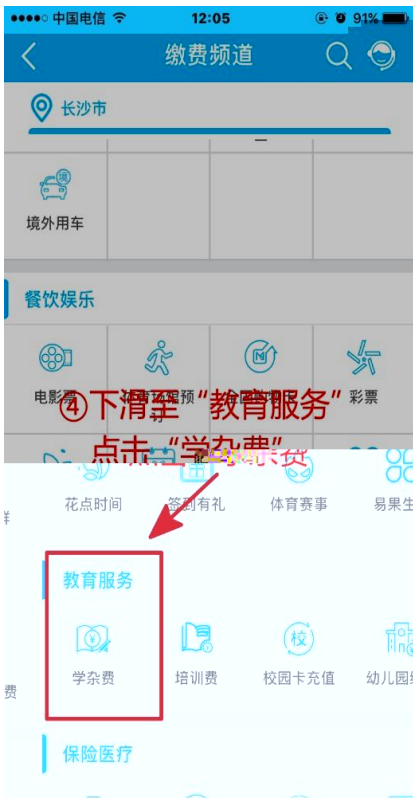 中国电信 12:05 91%
缴费频道
长沙市
境外用车
餐饮娱乐
电影票 彩票
④下滑至“教育服务”
点击“学杂费”
花点时间 签到有礼 体育赛事 易果生
教育服务
学杂费 培训费 校园卡充值 幼儿园
费
保险医疗